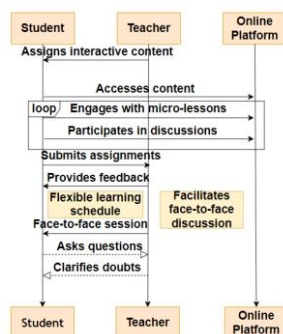 Student Teacher Online
Platform
Assigns interactive content
Accesses content
loop Engages with micro-lessons
Participates in discussions
Submits assignments
Provides feedback
Flexible learning
schedule
Facilitates
face-to-face
discussion
Face-to-face session
Asks questions
Clarifies doubts
Student Teacher Online
Platform